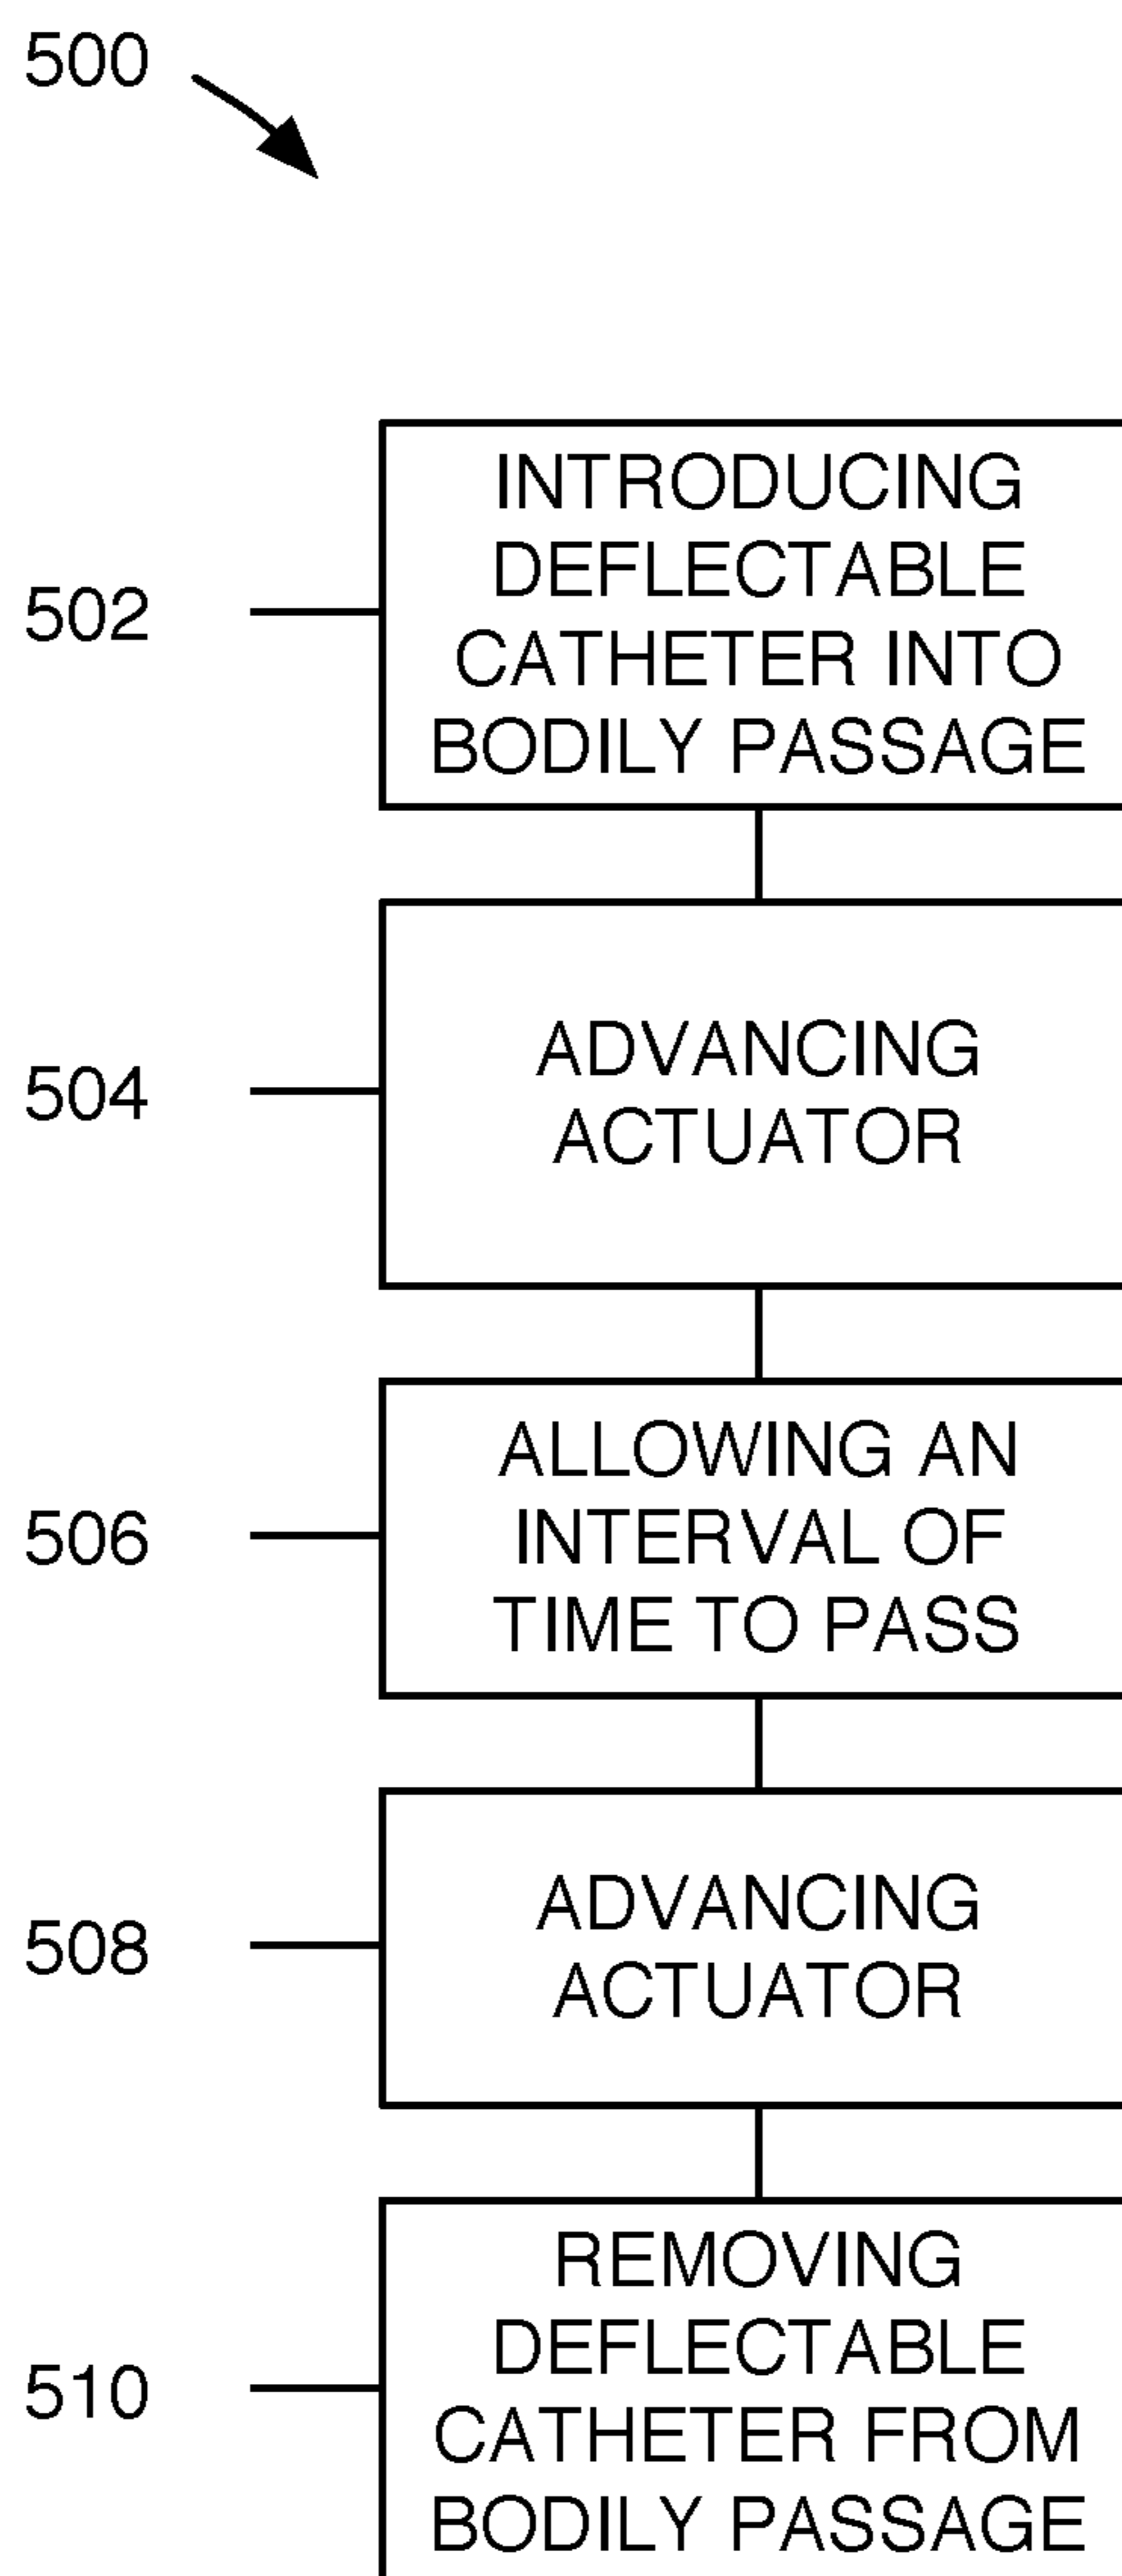 500
502
INTRODUCING
DEFLECTABLE
CATHETER INTO
BODILY PASSAGE
504
ADVANCING
ACTUATOR
506
ALLOWING AN
INTERVAL OF
TIME TO PASS
508
ADVANCING
ACTUATOR
510
REMOVING
DEFLECTABLE
CATHETER FROM
BODILY PASSAGE